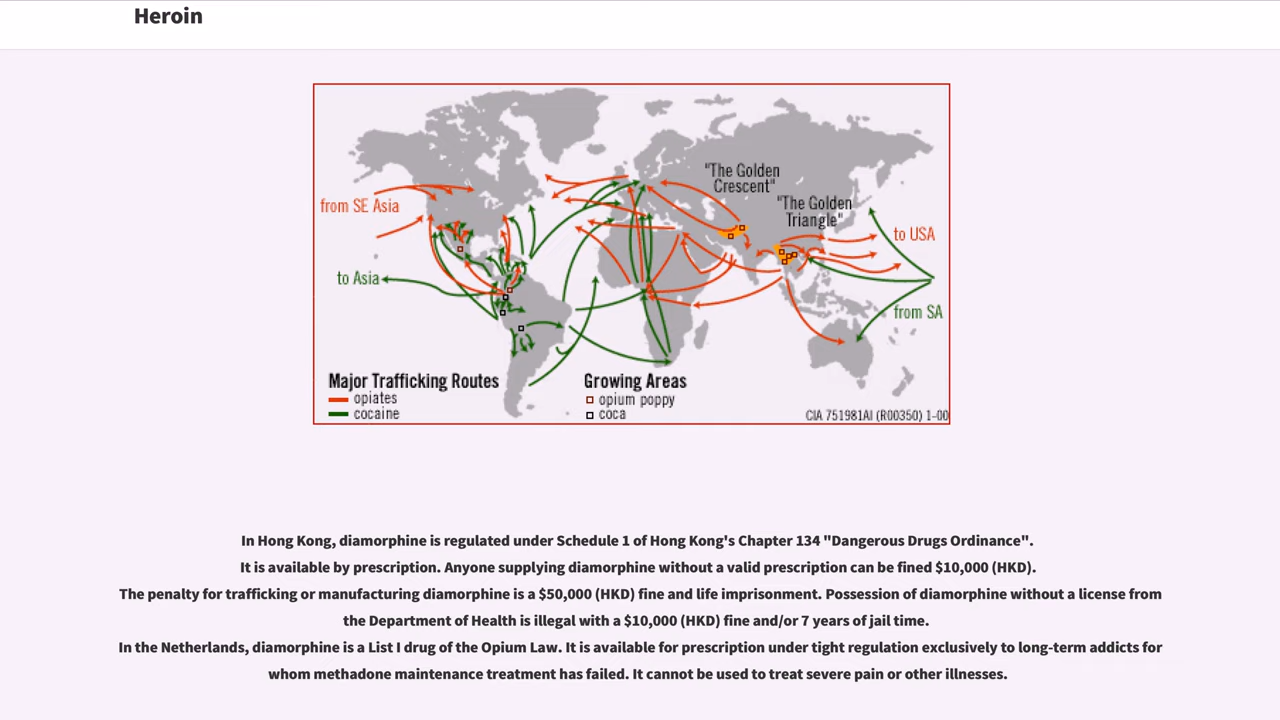 Heroin
"The Golden
Crescent"
"The Golden
Triangle"
from SE Asia
to USA
to Asia
from SA
Major Trafficking Routes
opiates
cocaine
Growing Areas
opium poppy
coca
CIA 751981AI (R00350) 1-00
In Hong Kong, diamorphine is regulated under Schedule 1 of Hong Kong's Chapter 134 "Dangerous Drugs Ordinance".
It is available by prescription. Anyone supplying diamorphine without a valid prescription can be fined $10,000 (HKD).
The penalty for trafficking or manufacturing diamorphine is a $50,000 (HKD) fine and life imprisonment. Possession of diamorphine without a license from
the Department of Health is illegal with a $10,000 (HKD) fine and/or 7 years of jail time.
In the Netherlands, diamorphine is a List I drug of the Opium Law. It is available for prescription under tight regulation exclusively to long-term addicts for
whom methadone maintenance treatment has failed. It cannot be used to treat severe pain or other illnesses.